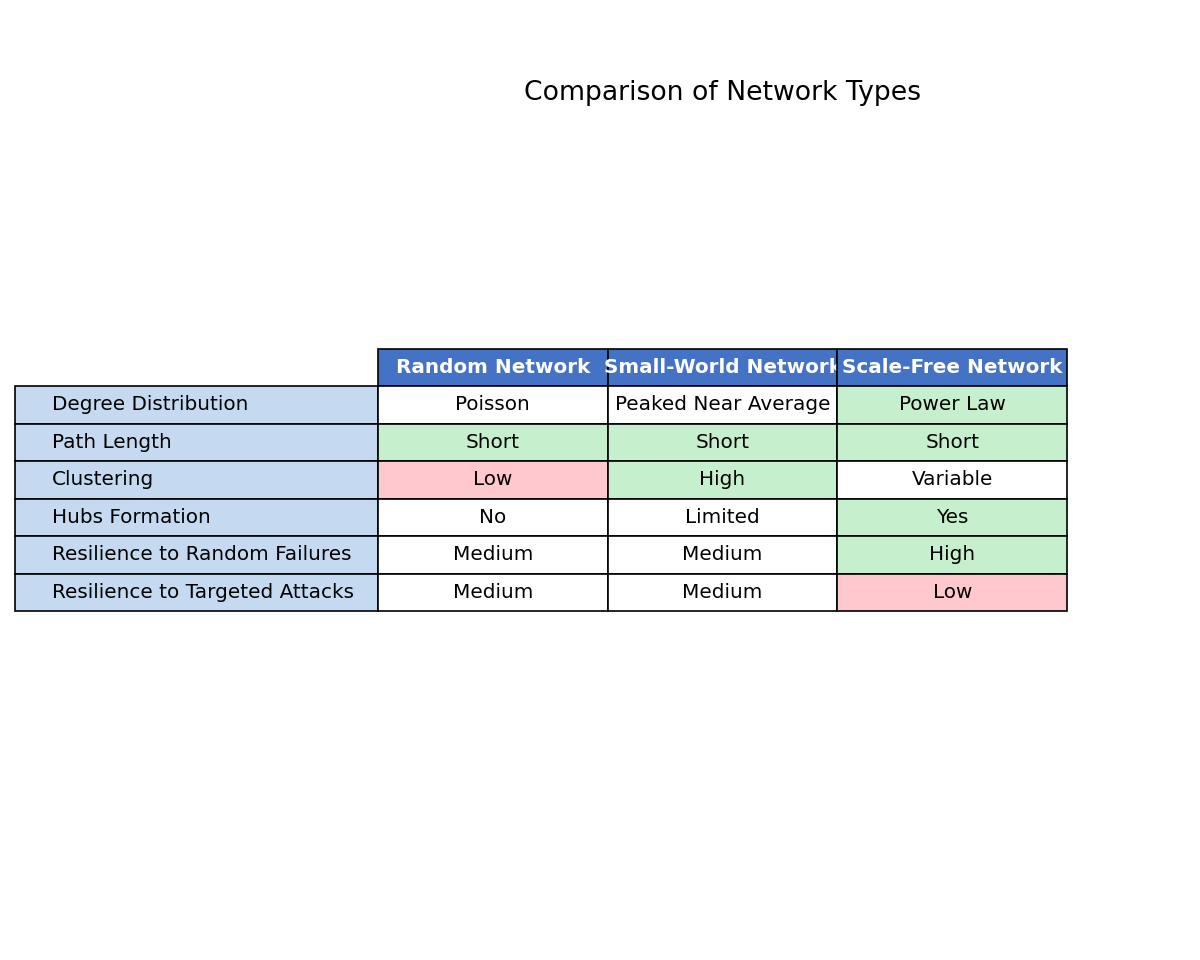 Comparison of Network Types
Random Network Small-World Network Scale-Free Network
Degree Distribution Poisson Peaked Near Average Power Law
Path Length Short Short Short
Clustering Low High Variable
Hubs Formation No Limited Yes
Resilience to Random Failures Medium Medium High
Resilience to Targeted Attacks Medium Medium Low